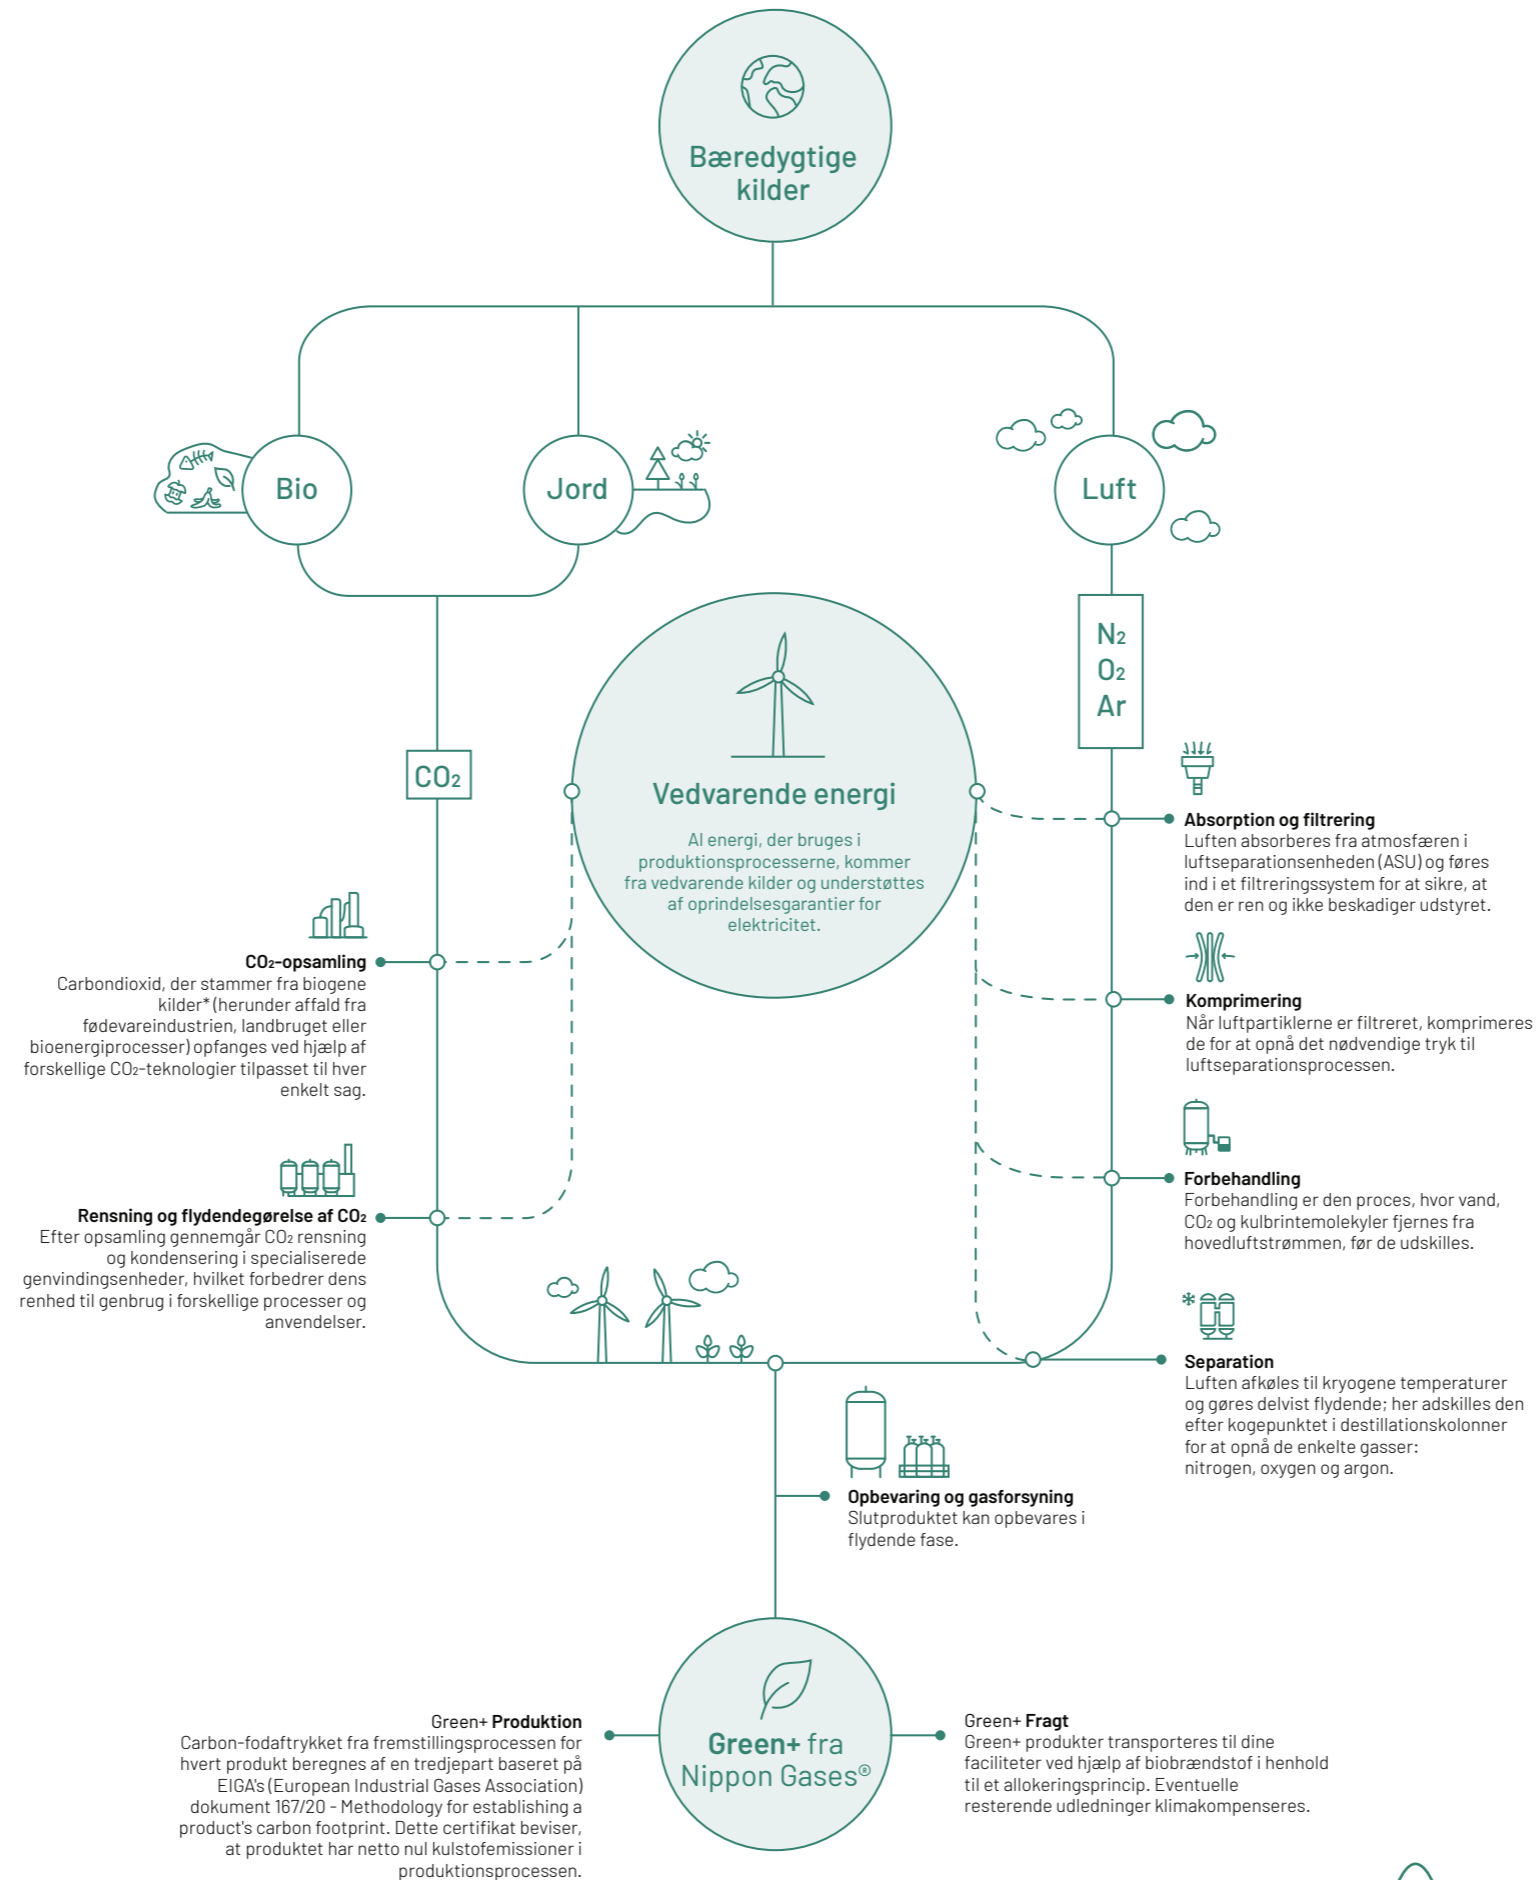 Bæredygtige
kilder
Bio
Jord
Luft
N₂
O₂
Ar
CO₂
Vedvarende energi
Al energi, der bruges i
produktionsprocesserne, kommer
fra vedvarende kilder og understøttes
af oprindelsesgarantier for
elektricitet.
CO₂-opsamling
Carbondioxid, der stammer fra biogene
kilder* (herunder affald fra
fødevareindustrien, landbruget eller
bioenergiprocesser) opfanges ved hjælp af
forskellige CO₂-teknologier tilpasset til hver
enkelt sag.
Rensning og flydendegørelse af CO₂
Efter opsamling gennemgår CO₂ rensning
og kondensering i specialiserede
genvindingsenheder, hvilket forbedrer dens
renhed til genbrug i forskellige processer og
anvendelser.
Absorption og filtrering
Luften absorberes fra atmosfæren i
luftseparationsenheden (ASU) og føres
ind i et filtreringssystem for at sikre, at
den er ren og ikke beskadiger udstyret.
Komprimering
Når luftpartiklerne er filtreret, komprimeres
de for at opnå det nødvendige tryk til
luftseparationsprocessen.
Forbehandling
Forbehandling er den proces, hvor vand,
CO₂ og kulbrintemolekyler fjernes fra
hovedluftstrømmen, før de udskilles.
Separation
Luften afkøles til kryogene temperaturer
og gøres delvist flydende; her adskilles den
efter kogepunktet i destillationskolonner
for at opnå de enkelte gasser:
nitrogen, oxygen og argon.
Opbevaring og gasforsyning
Slutproduktet kan opbevares i
flydende fase.
Green+ fra
Nippon Gases®
Green+ Produktion
Carbon-fodaftrykket fra fremstillingsprocessen for
hvert produkt beregnes af en tredjepart baseret på
EIGA's (European Industrial Gases Association)
dokument 167/20 - Methodology for establishing a
product's carbon footprint. Dette certifikat beviser,
at produktet har netto nul kulstofemissioner i
produktionsprocessen.
Green+ Fragt
Green+ produkter transporteres til dine
faciliteter ved hjælp af biobrændstof i henhold
til et allokeringsprincip. Eventuelle
resterende udledninger klimakompenseres.